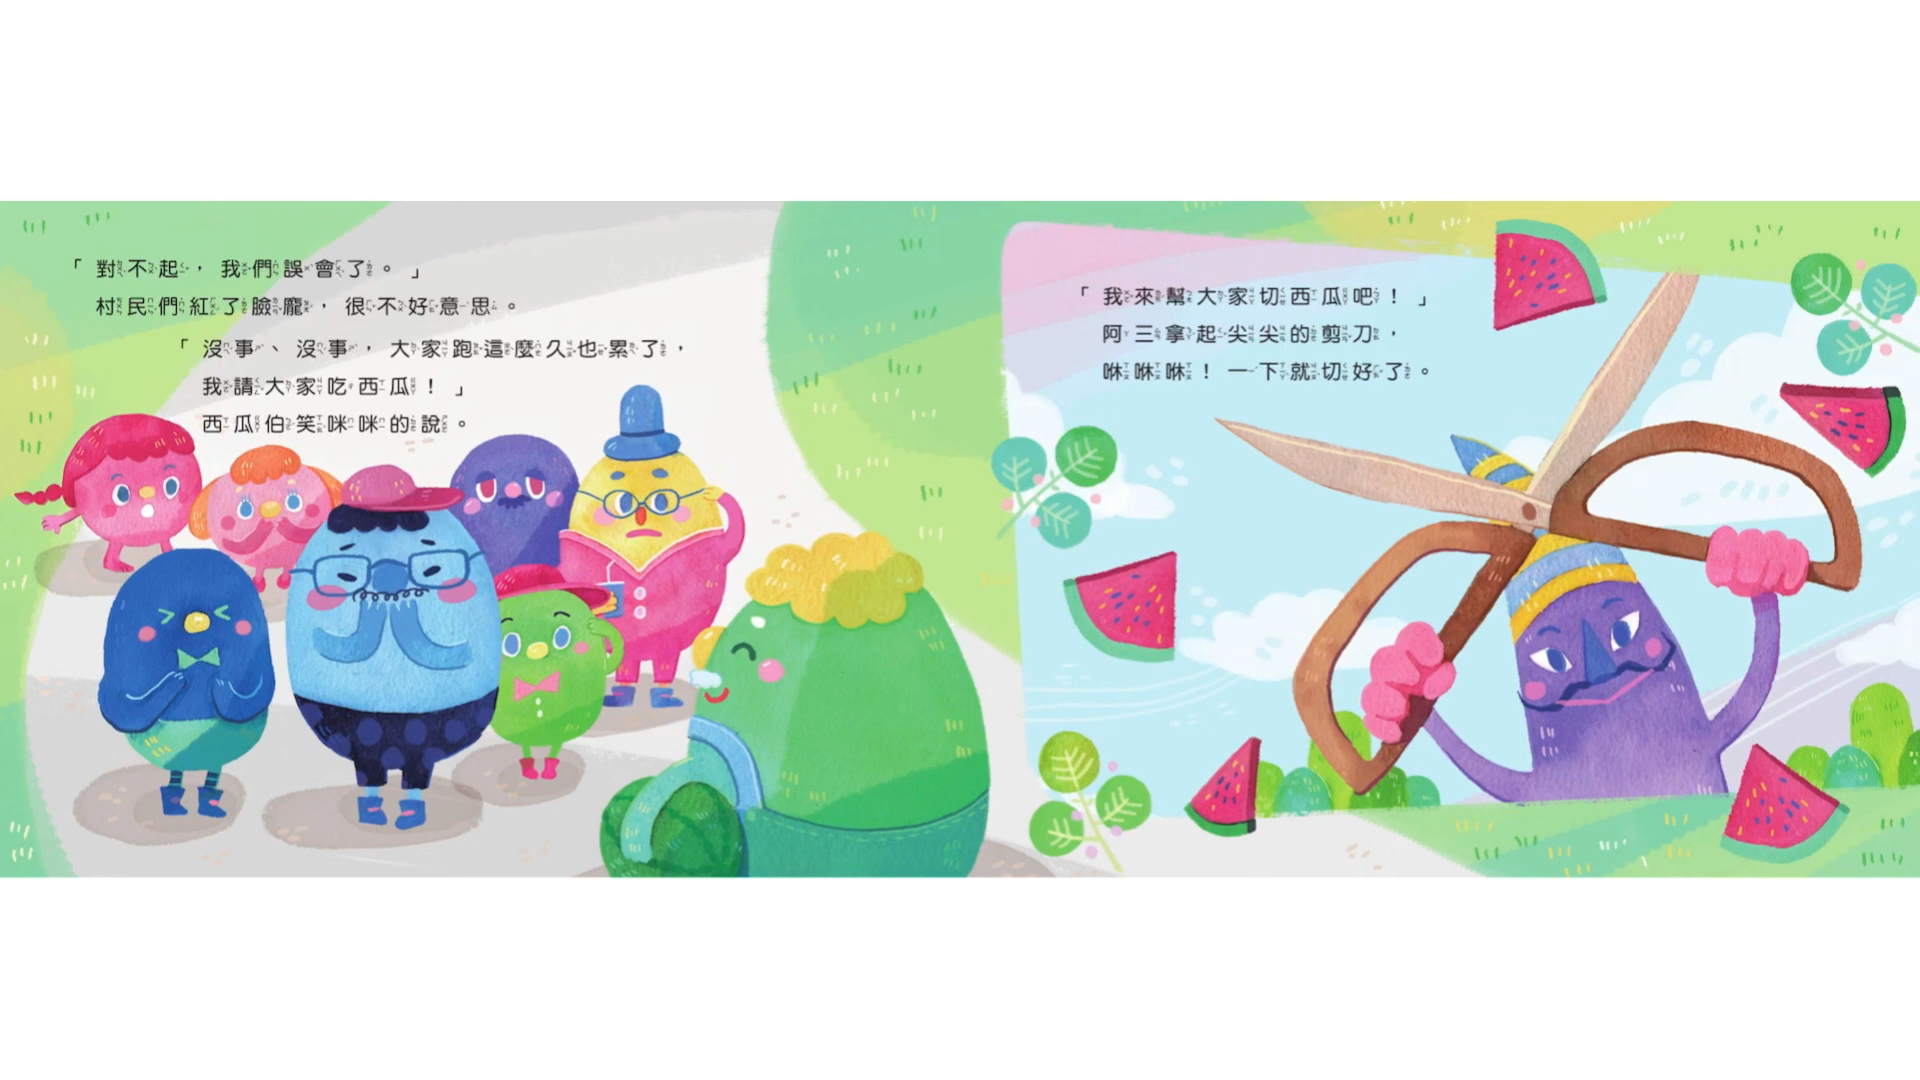 「對不起，我們誤會了。」
村民們紅了臉龐，很不好意思。
「沒事、沒事，大家跑這麼久也累了，
我請大家吃西瓜！」
西瓜伯笑咪咪的說。
「我來幫大家切西瓜吧！」
阿三拿起尖尖的剪刀，
咻咻咻！一下就切好了。